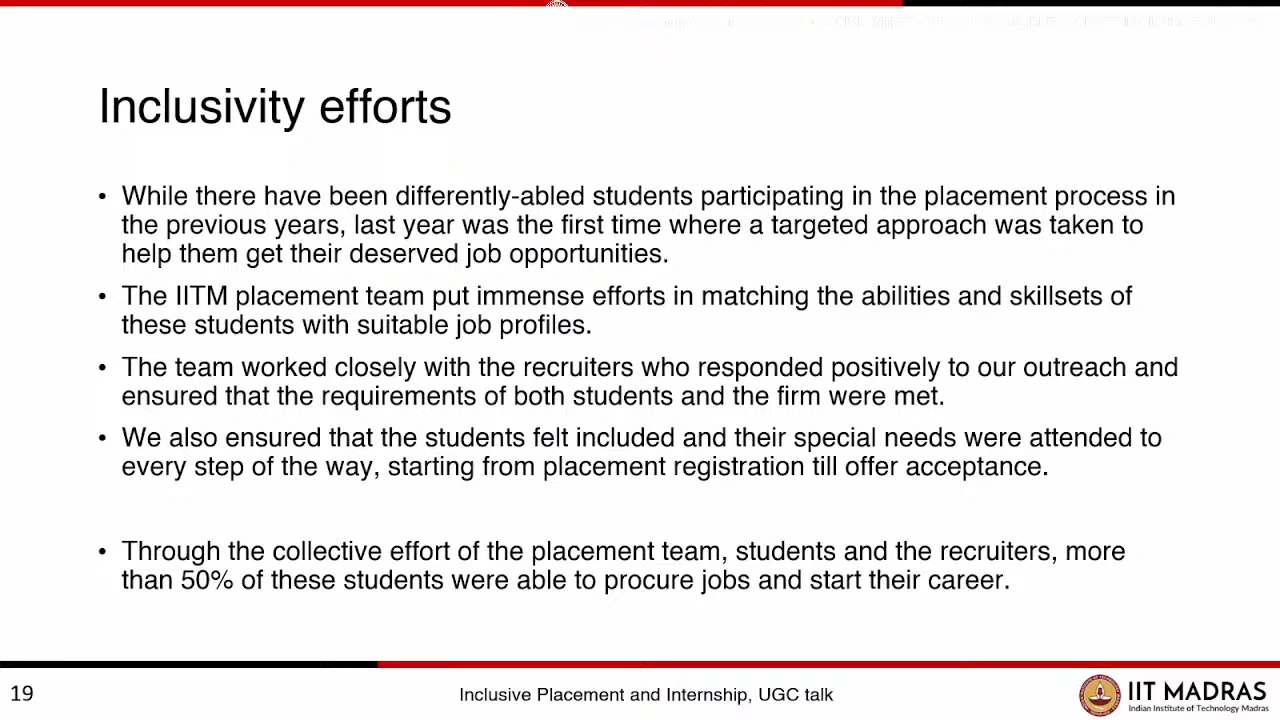 Inclusivity efforts
• While there have been differently-abled students participating in the placement process in
the previous years, last year was the first time where a targeted approach was taken to
help them get their deserved job opportunities.
• The IITM placement team put immense efforts in matching the abilities and skillsets of
these students with suitable job profiles.
• The team worked closely with the recruiters who responded positively to our outreach and
ensured that the requirements of both students and the firm were met.
• We also ensured that the students felt included and their special needs were attended to
every step of the way, starting from placement registration till offer acceptance.
• Through the collective effort of the placement team, students and the recruiters, more
than 50% of these students were able to procure jobs and start their career.
19
Inclusive Placement and Internship, UGC talk
IIT MADRAS
Indian Institute of Technology Madras